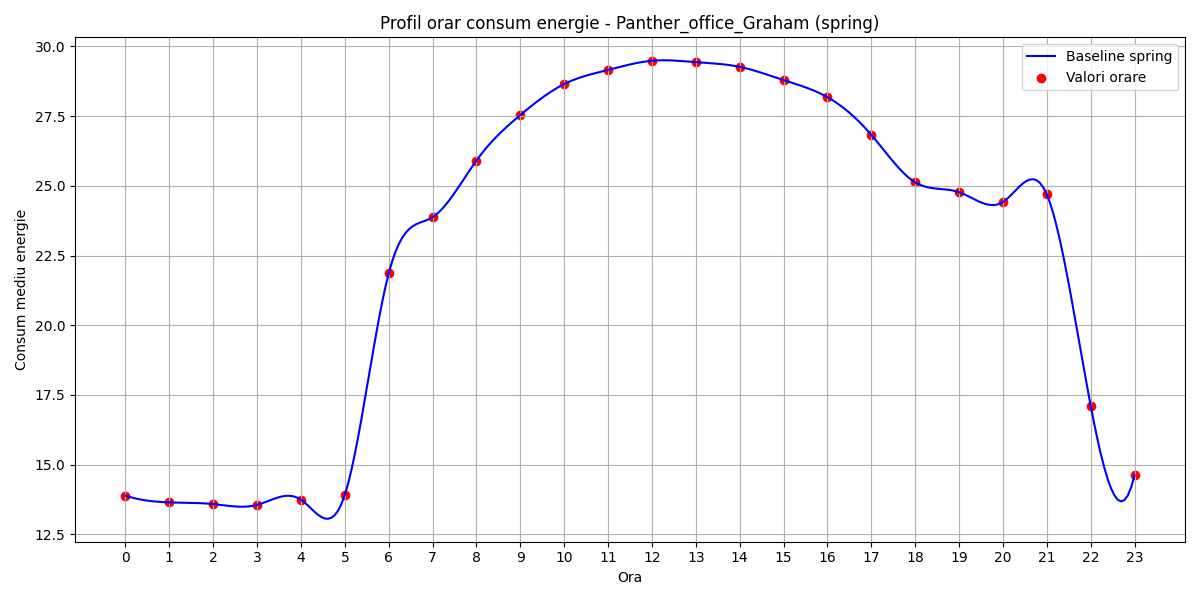 Profil orar consum energie - Panther_office_Graham (spring)
Baseline spring
Valori orare
Consum mediu energie
30.0
27.5
25.0
22.5
20.0
17.5
15.0
12.5
0 1 2 3 4 5 6 7 8 9 10 11 12 13 14 15 16 17 18 19 20 21 22 23
Ora